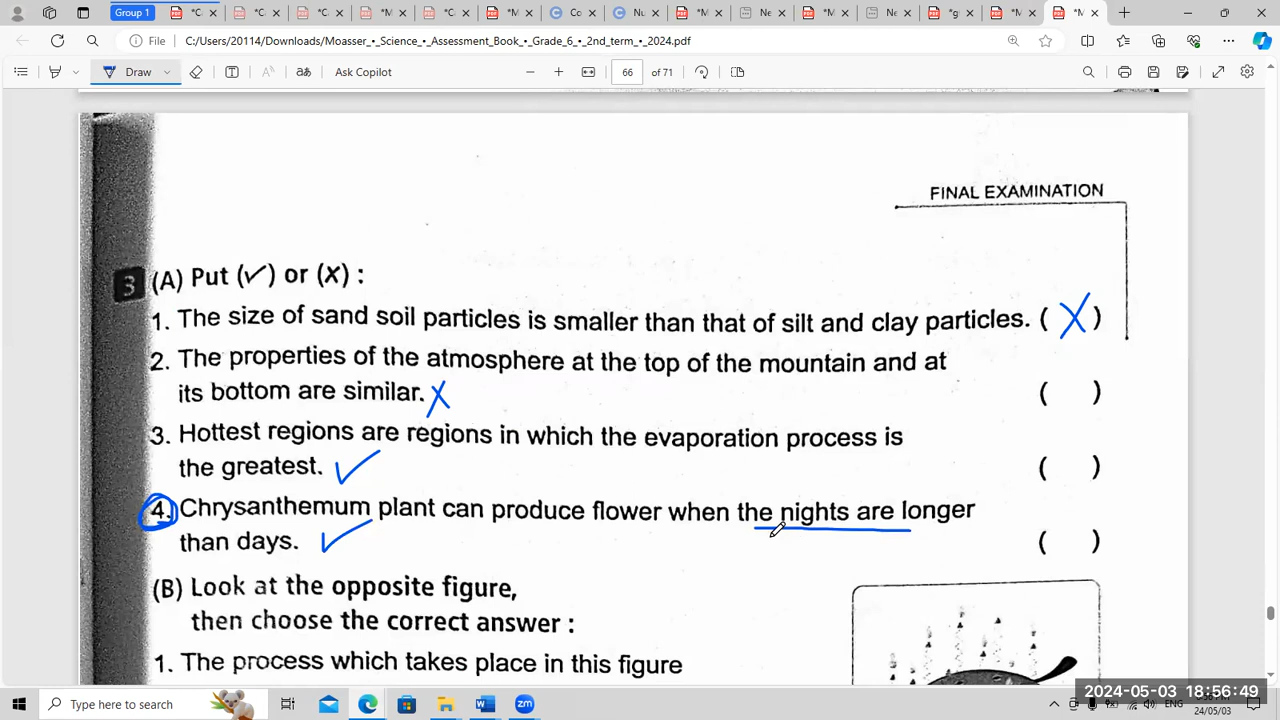 Group 1
*C
*C
*C
*M
*C
*M
Co
Nu
*M
Ne
*M
Ne
*g
*M
*M
File
C:/Users/20114/Downloads/Moasser_•_Science_•_Assessment_Book_•_Grade_6_•_2nd_term_•_2024.pdf
Draw
Ask Copilot
66 of 71
FINAL EXAMINATION
3 (A) Put (✓) or (x) :
1. The size of sand soil particles is smaller than that of silt and clay particles. ( X )
2. The properties of the atmosphere at the top of the mountain and at
its bottom are similar. X ( )
3. Hottest regions are regions in which the evaporation process is
the greatest. ✓ ( )
4. Chrysanthemum plant can produce flower when the nights are longer
than days. ✓ ( )
(B) Look at the opposite figure,
then choose the correct answer :
1. The process which takes place in this figure
2024-05-03 18:56:49
Type here to search
ENG
24/05/03